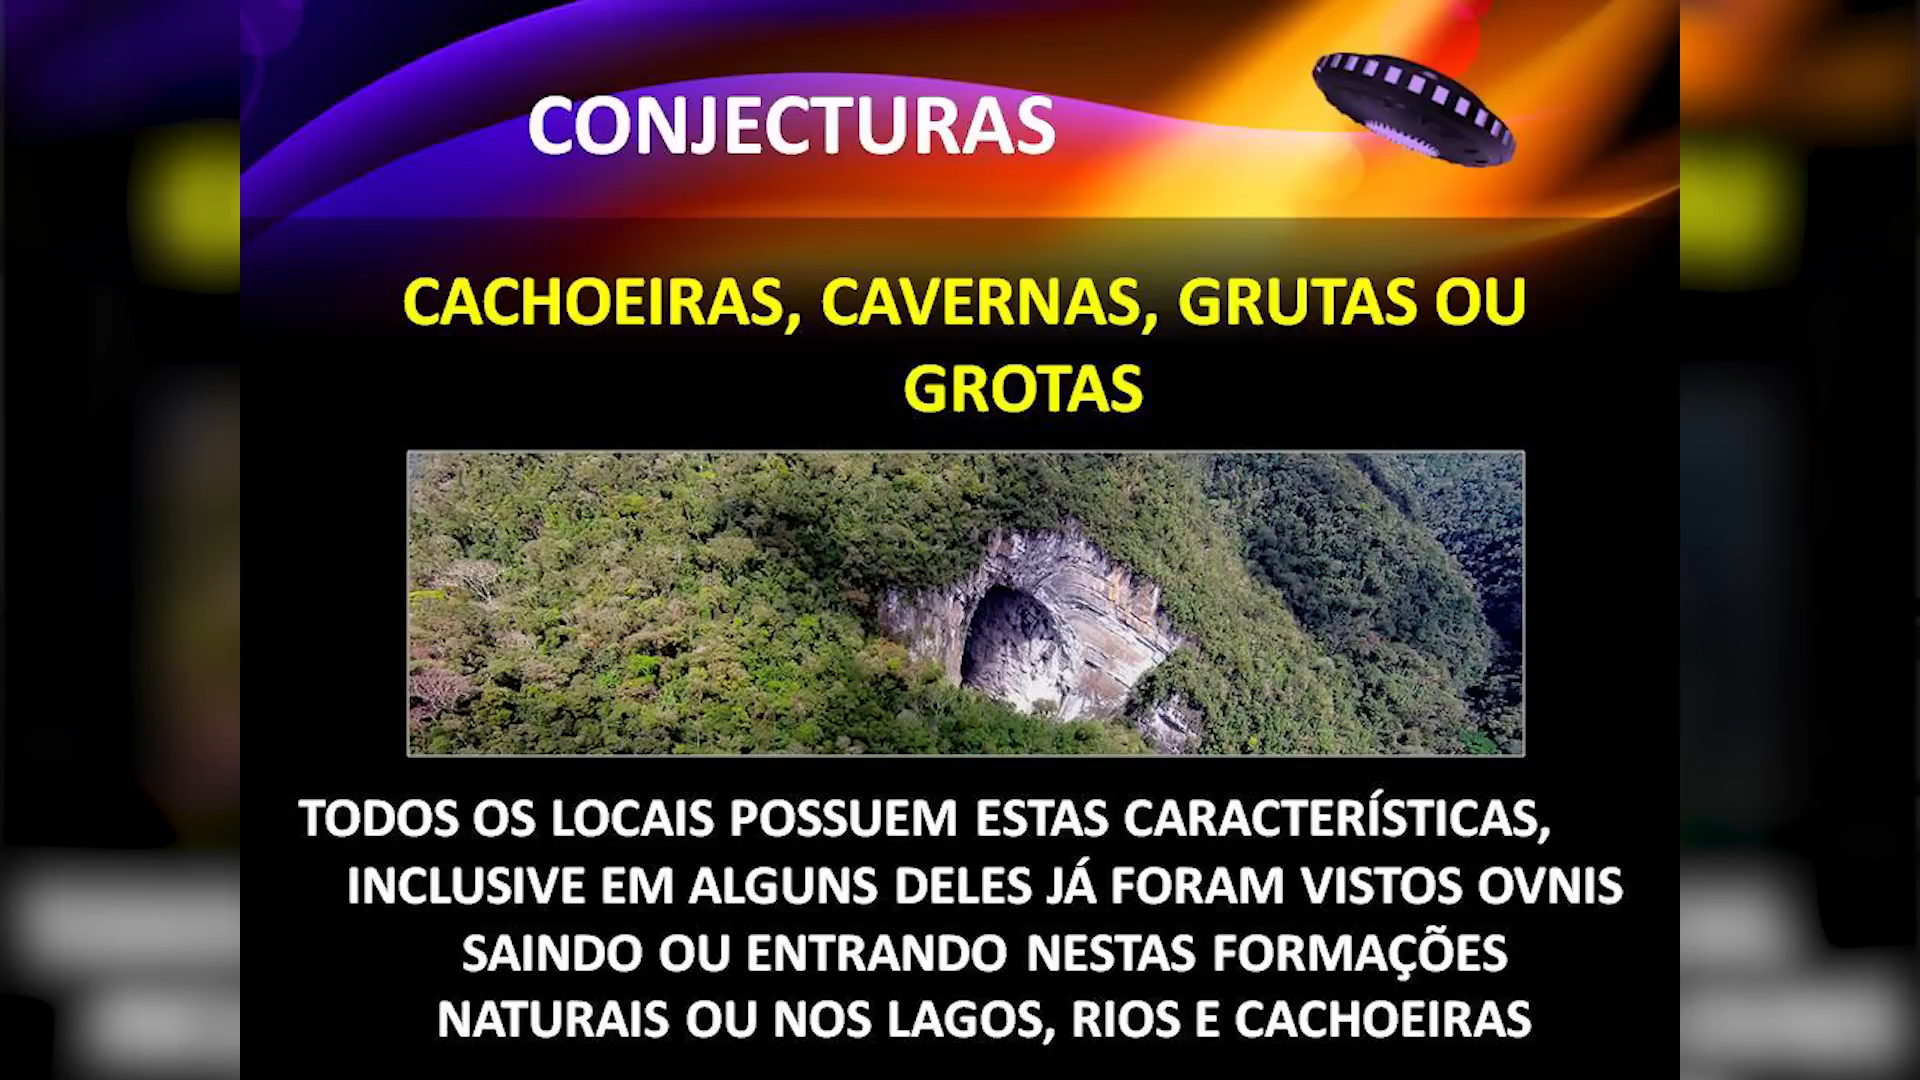 CONJECTURAS
CACHOEIRAS, CAVERNAS, GRUTAS OU
GROTAS
TODOS OS LOCAIS POSSUEM ESTAS CARACTERÍSTICAS,
INCLUSIVE EM ALGUNS DELES JÁ FORAM VISTOS OVNIS
SAINDO OU ENTRANDO NESTAS FORMAÇÕES
NATURAIS OU NOS LAGOS, RIOS E CACHOEIRAS